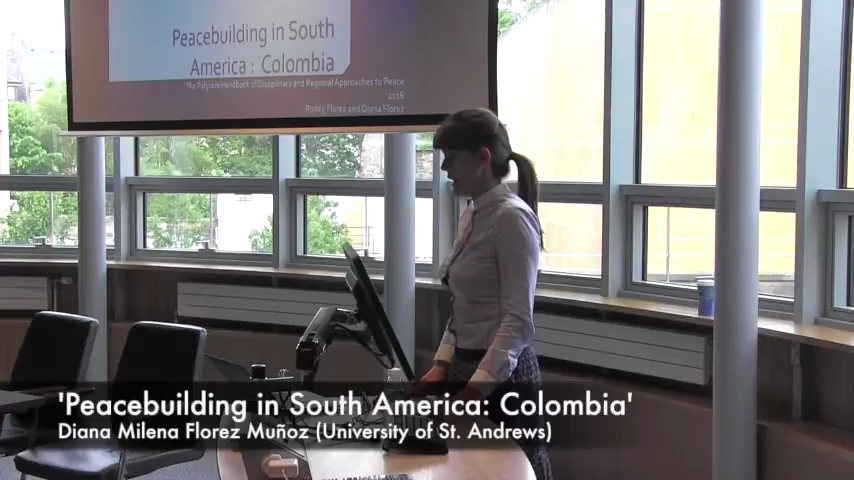 Peacebuilding in South
America : Colombia
The Palgrave Handbook of Disciplinary and Regional Approaches to Peace
2016
Roddy Florez and Diana Florez
'Peacebuilding in South America: Colombia'
Diana Milena Florez Muñoz (University of St. Andrews)